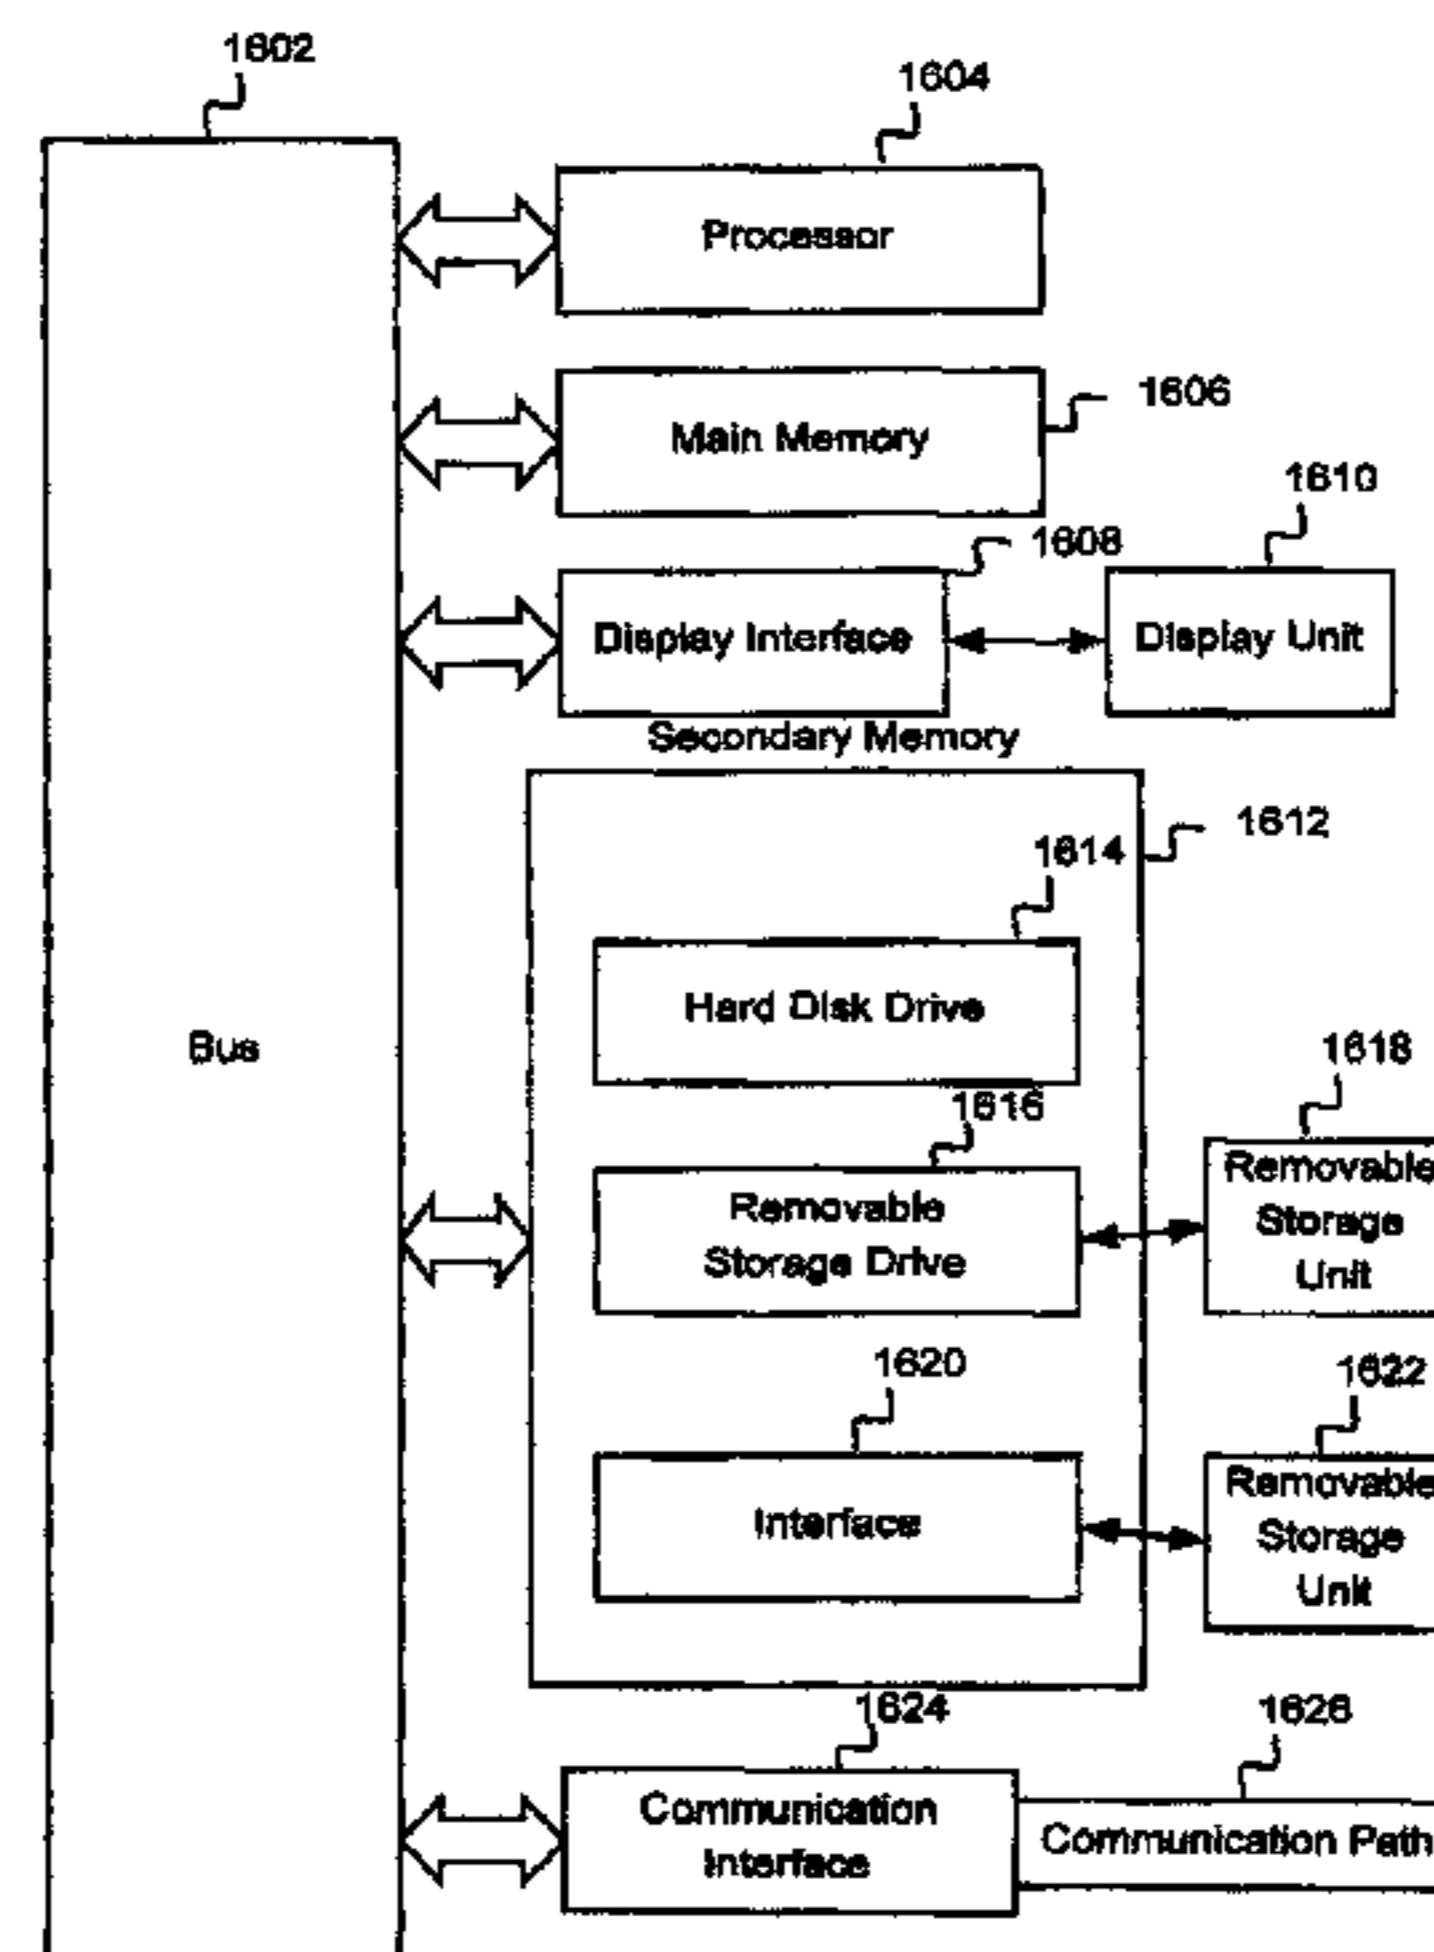 1602
1604
Processor
1606
Main Memory
1610
1608
Display Interface
Display Unit
Secondary Memory
1612
1614
Hard Disk Drive
Bus
1618
1616
Removable
Storage
Unit
Removable
Storage Drive
1620
1622
Removable
Storage
Unit
Interface
1624
1626
Communication
Interface
Communication Path